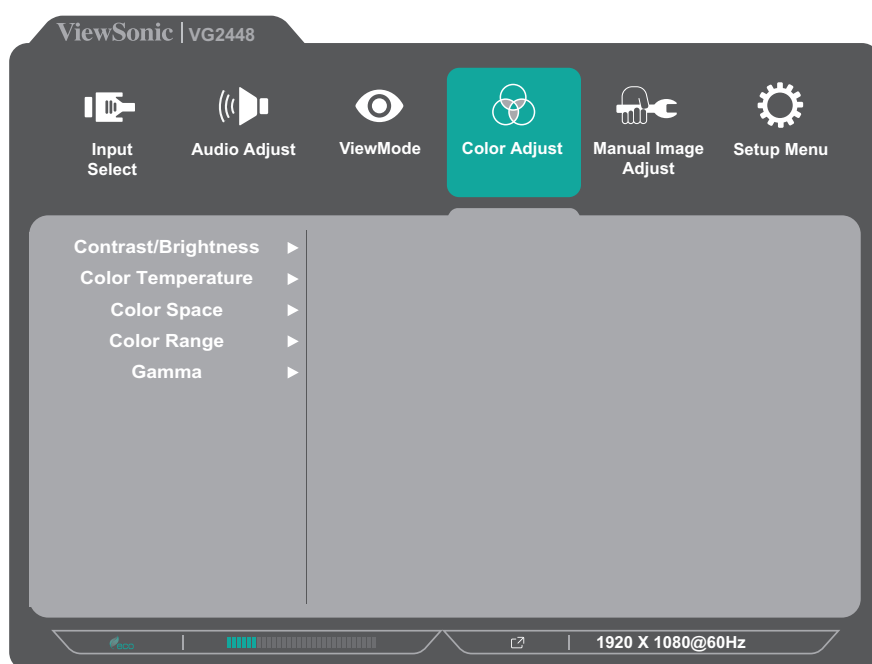 ViewSonic | VG2448
Input
Select
Audio Adjust
ViewMode
Color Adjust
Manual Image
Adjust
Setup Menu
Contrast/Brightness
Color Temperature
Color Space
Color Range
Gamma
eco
1920 X 1080@60Hz